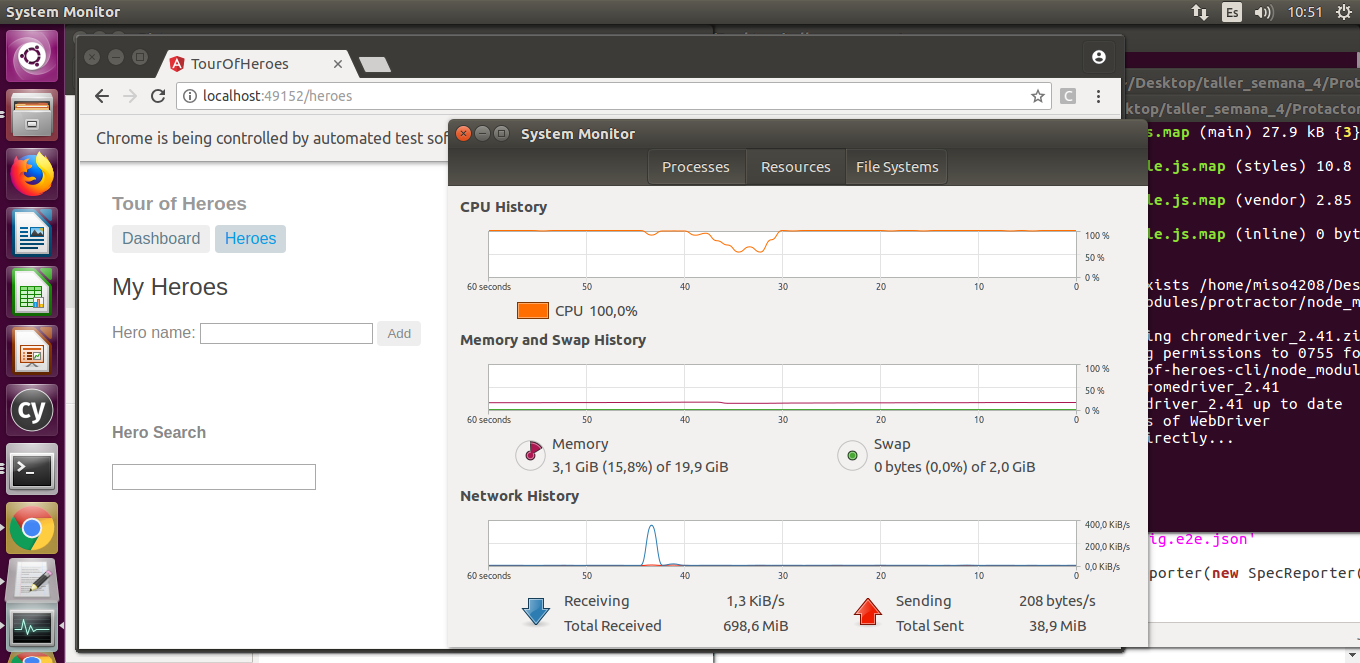 System Monitor
Es
10:51
TourOfHeroes
localhost:49152/heroes
C
Chrome is being controlled by automated test sof
Tour of Heroes
Dashboard
Heroes
My Heroes
Hero name:
Add
Hero Search
cy
System Monitor
Processes
Resources
File Systems
CPU History
100 %
50 %
0 %
60 seconds 50 40 30 20 10 0
CPU 100,0%
Memory and Swap History
100 %
50 %
0 %
60 seconds 50 40 30 20 10 0
Memory
3,1 GiB (15,8%) of 19,9 GiB
Swap
0 bytes (0,0%) of 2,0 GiB
Network History
400,0 KiB/s
200,0 KiB/s
0,0 KiB/s
60 seconds 50 40 30 20 10 0
Receiving 1,3 KiB/s
Total Received 698,6 MiB
Sending 208 bytes/s
Total Sent 38,9 MiB
-/Desktop/taller_semana_4/Prot
ktop/taller_semana_4/Protactor
s.map (main) 27.9 kB {3}
le.js.map (styles) 10.8
le.js.map (vendor) 2.85
le.js.map (inline) 0 byt
xists /home/miso4208/Des
odules/protractor/node_m
ing chromedriver_2.41.zi
g permissions to 0755 fo
of-heroes-cli/node_modul
romedriver_2.41
driver_2.41 up to date
s of WebDriver
irectly...
ig.e2e.json'
porter(new SpecReporter(